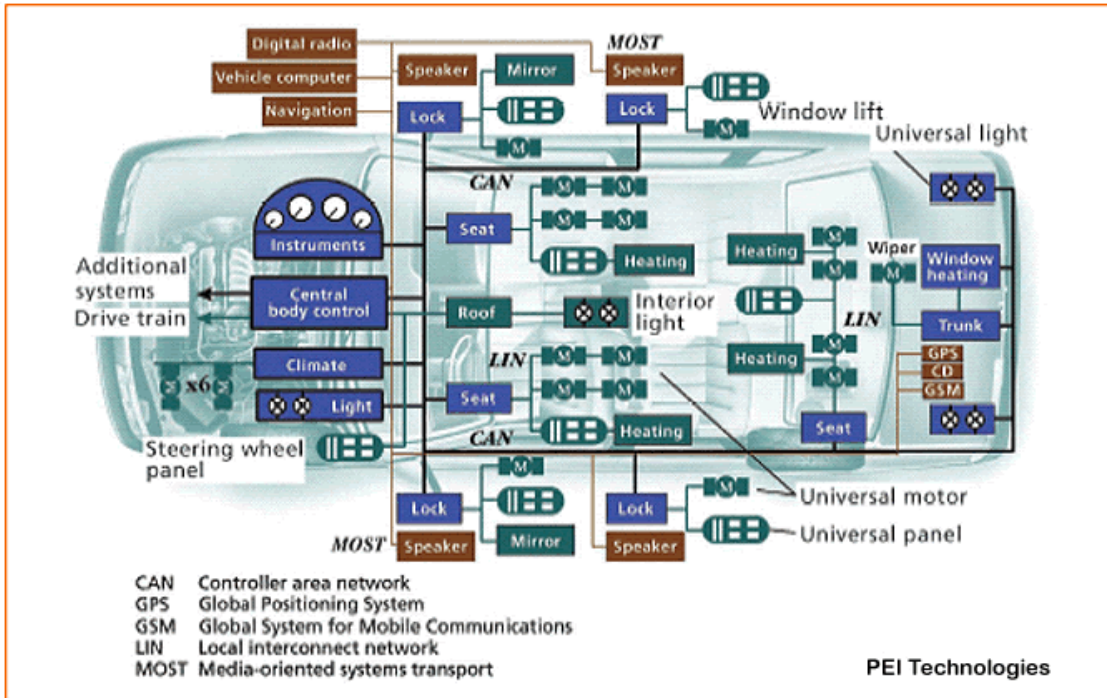 Digital radio
MOST
Speaker
Mirror
Speaker
Vehicle computer
Navigation
Lock
Lock
Window lift
M
M
Universal light
CAN
M M
Seat
M M
Instruments
Heating
Heating
M
Wiper
M
M
Window
heating
Additional
systems
Central
body control
Drive train
Roof
Interior
light
LIN
Trunk
Climate
LIN
M M
Heating
M
M
GPS
CD
GSM
M x6 M
Light
Seat
M M
CAN
Heating
Seat
Steering wheel
panel
M
Lock
Lock
M
Universal motor
Universal panel
MOST
Speaker
Mirror
Speaker
CAN Controller area network
GPS Global Positioning System
GSM Global System for Mobile Communications
LIN Local interconnect network
MOST Media-oriented systems transport
PEI Technologies